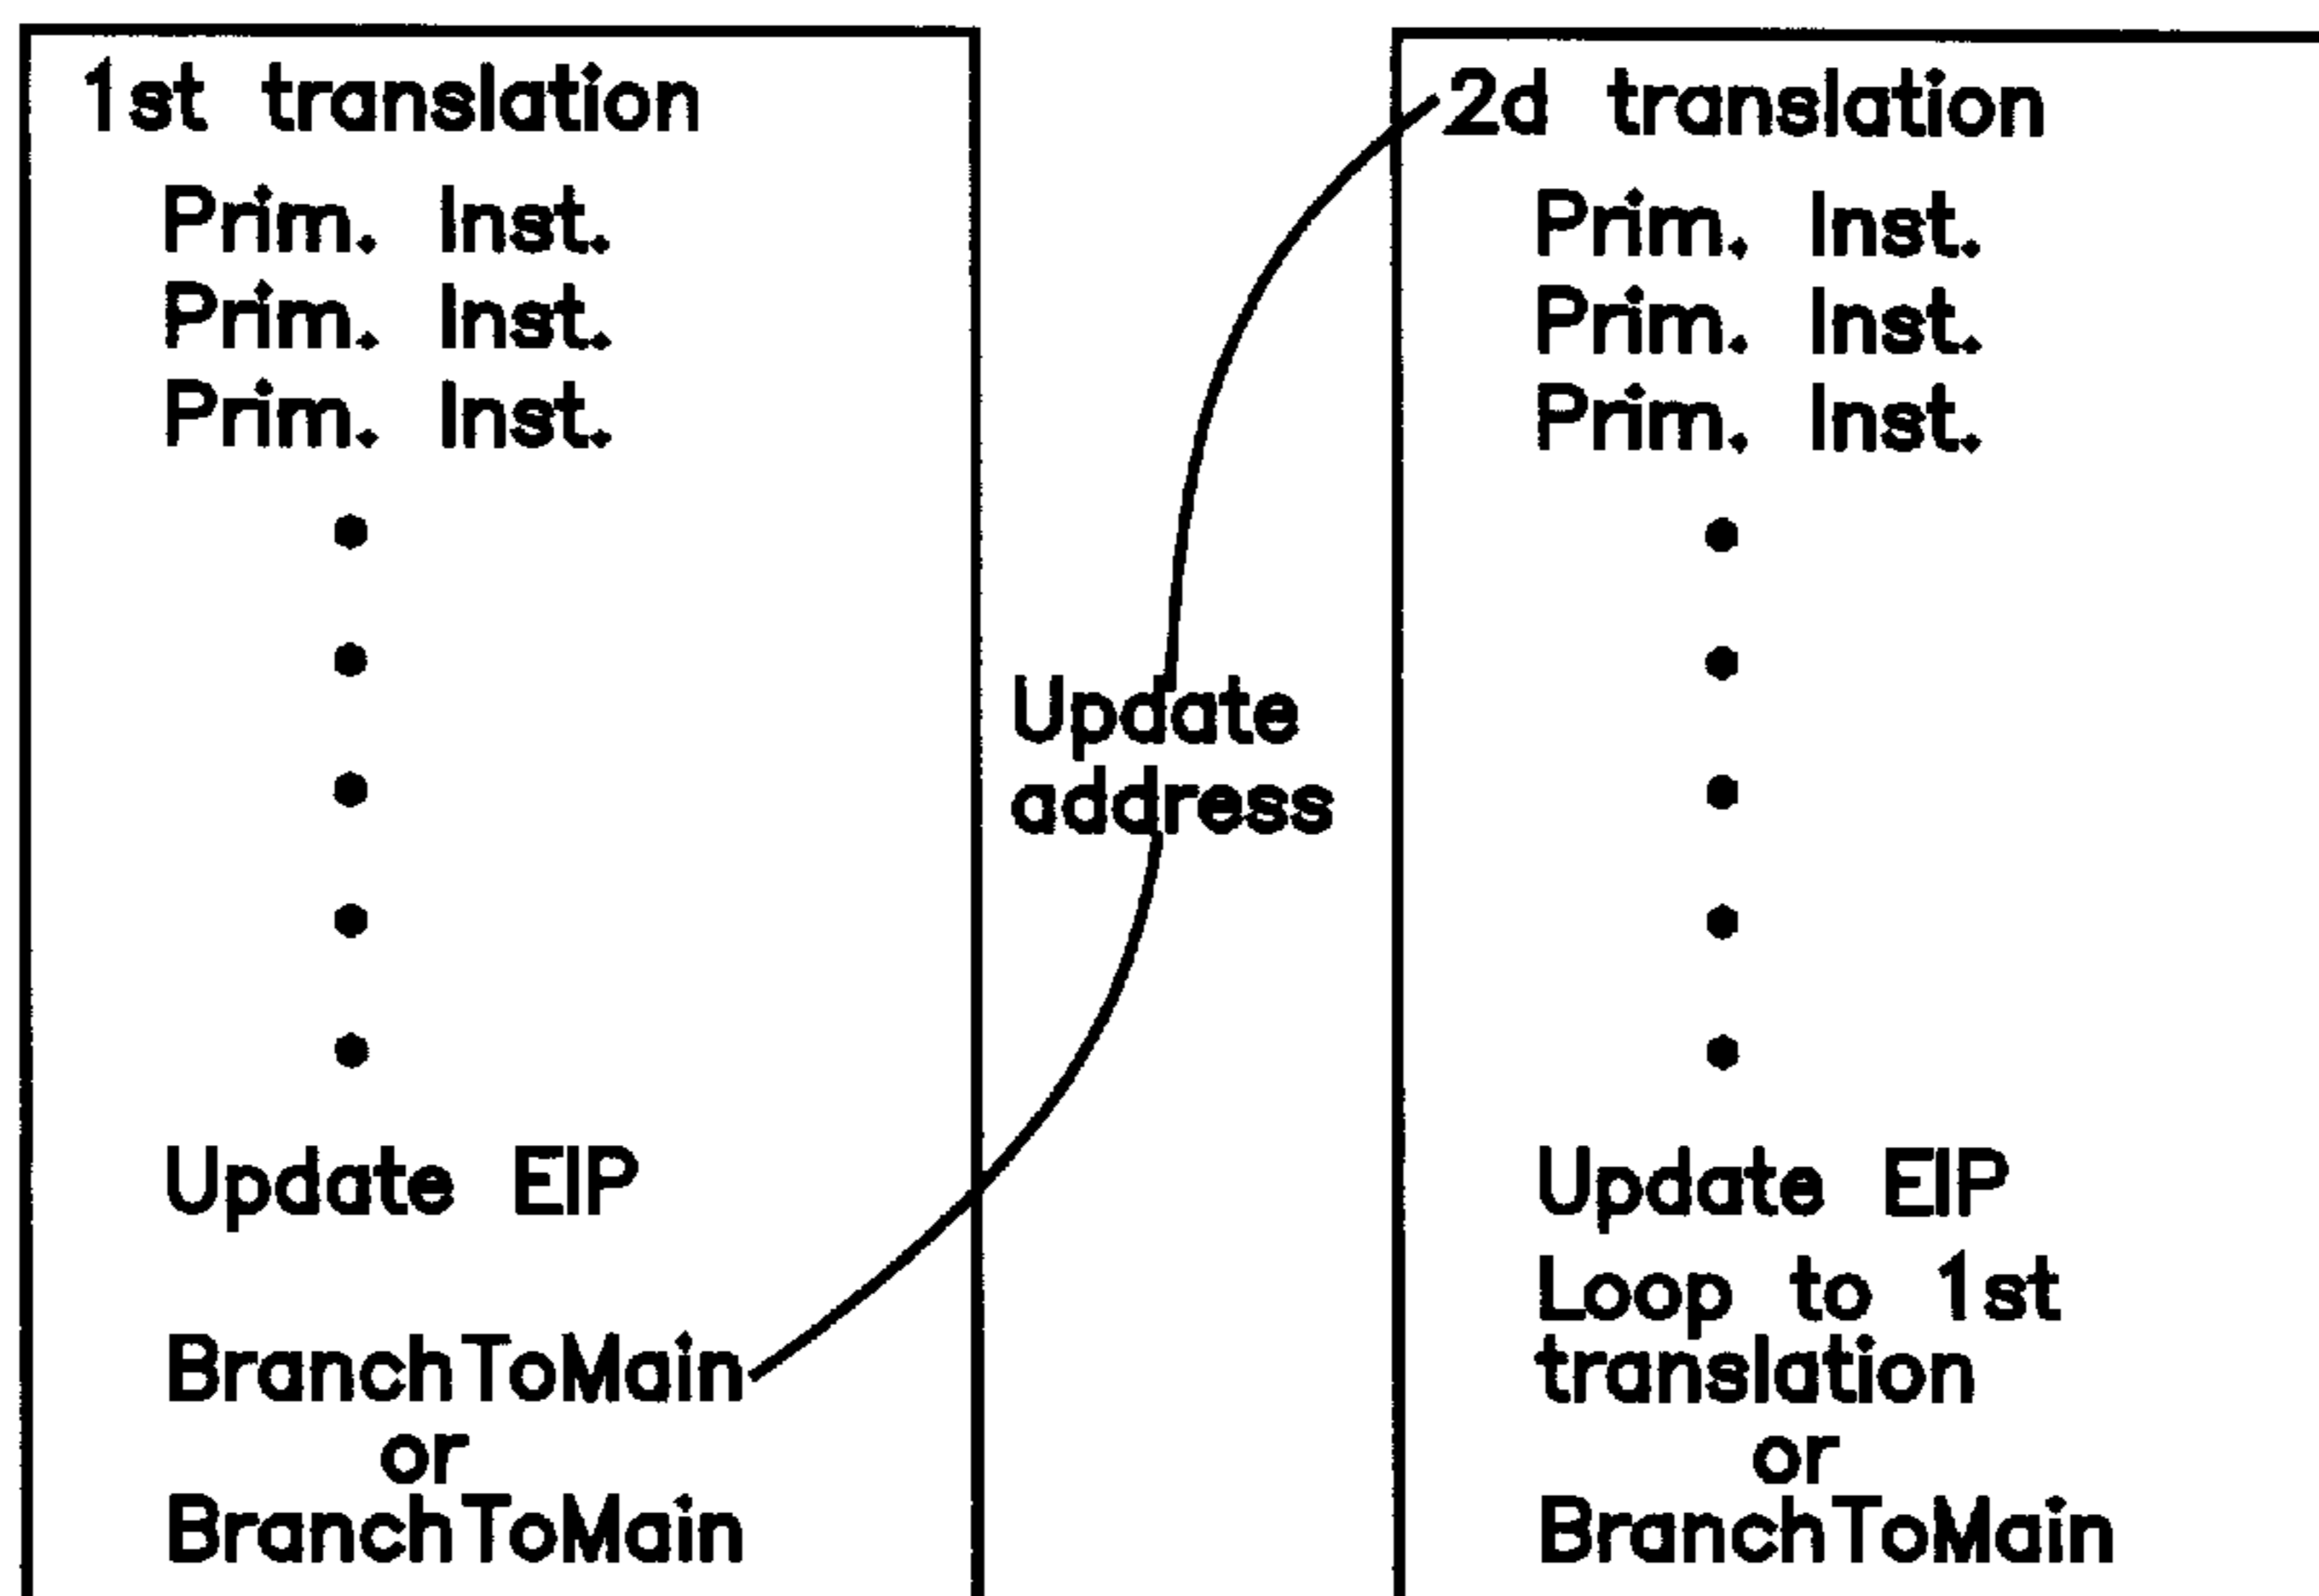 1st translation
Prim. Inst.
Prim. Inst.
Prim. Inst.
Update EIP
BranchToMain
or
BranchToMain
Update
address
2d translation
Prim. Inst.
Prim. Inst.
Prim. Inst.
Update EIP
Loop to 1st
translation
or
BranchToMain